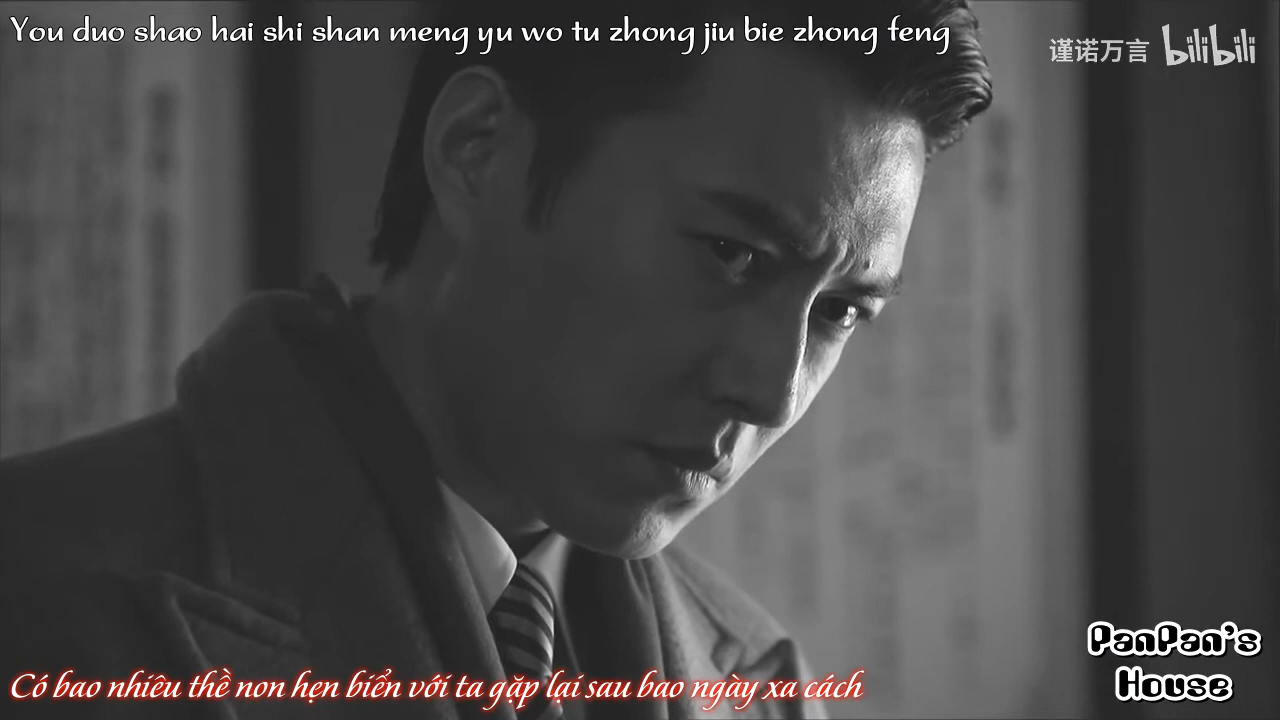 You duo shao hai shi shan meng yu wo tu zhong jiu bie zhong feng
谨诺万言 bilibili
Có bao nhiêu thề non hẹn biển với ta gặp lại sau bao ngày xa cách
PanPan's
House